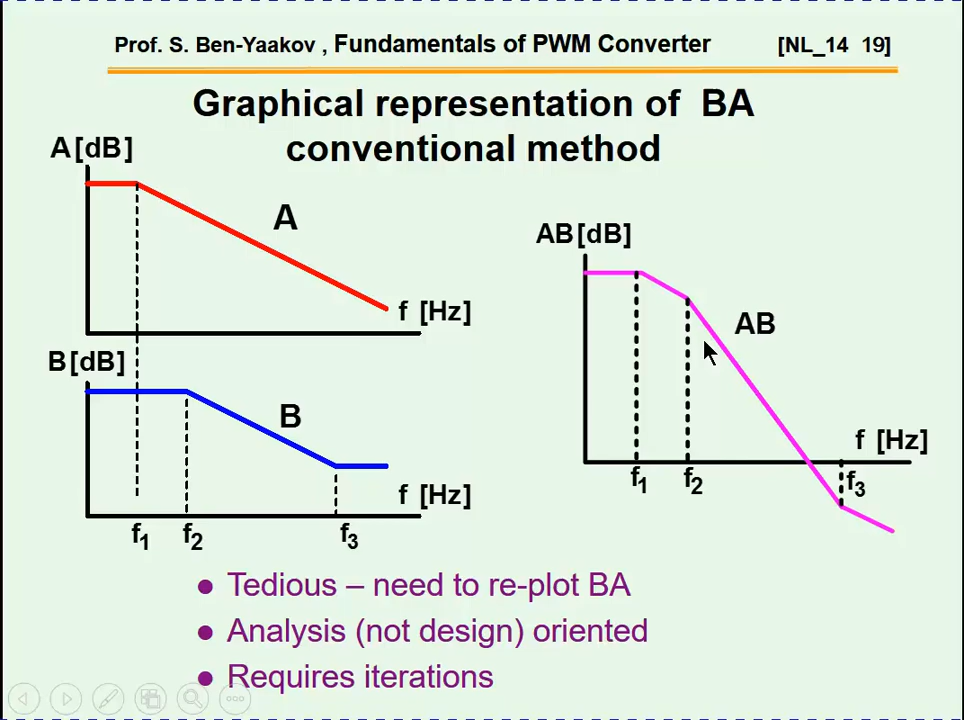 Prof. S. Ben-Yaakov , Fundamentals of PWM Converter [NL_14 19]
Graphical representation of BA
conventional method
A [dB]
A
f [Hz]
B [dB]
B
f [Hz]
f1 f2 f3
AB [dB]
AB
f [Hz]
f1 f2 f3
● Tedious – need to re-plot BA
● Analysis (not design) oriented
● Requires iterations